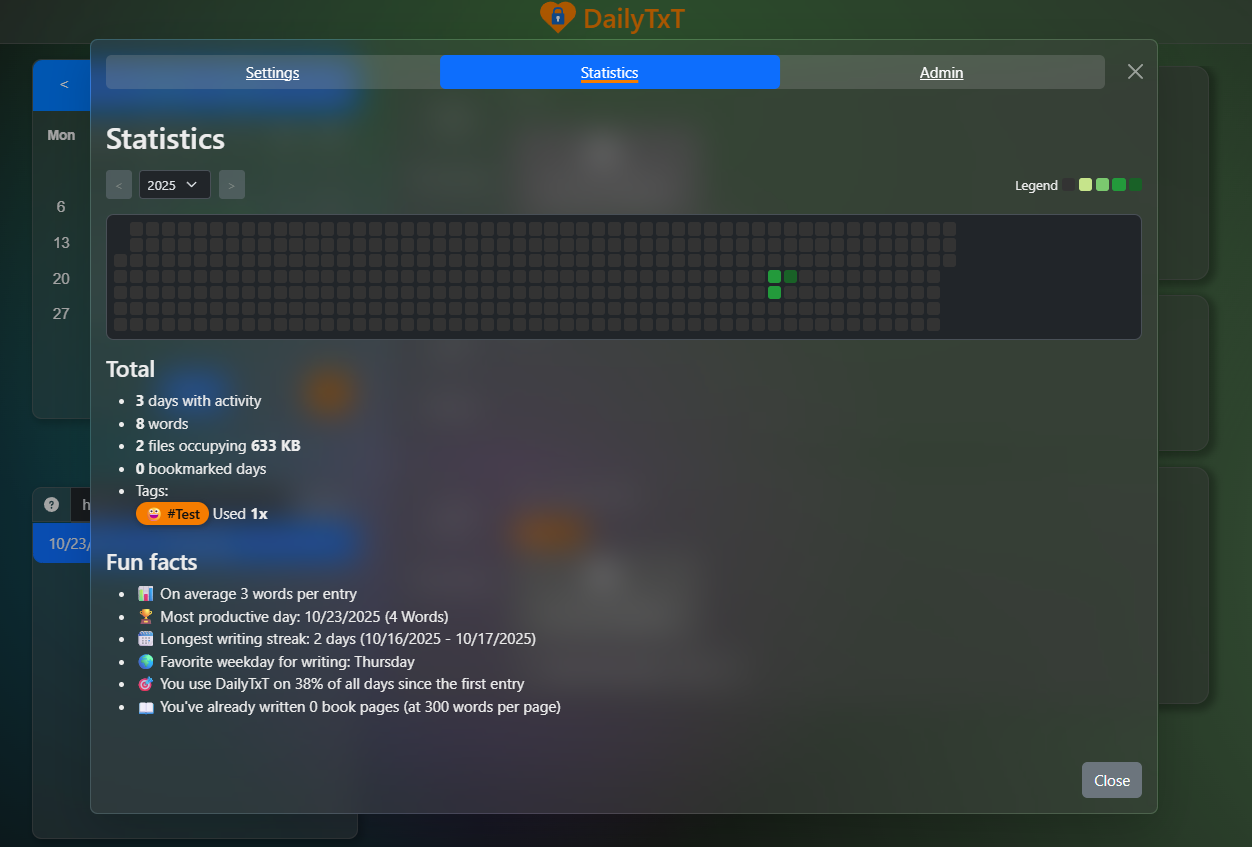 DailyTxT
Settings
Statistics
Admin
<
Mon
6
13
20
27
Statistics
<
2025
>
Legend
Total
3 days with activity
8 words
2 files occupying 633 KB
0 bookmarked days
Tags:
😀 #Test Used 1x
h
10/23/
Fun facts
📊 On average 3 words per entry
🏆 Most productive day: 10/23/2025 (4 Words)
🗓️ Longest writing streak: 2 days (10/16/2025 - 10/17/2025)
🌍 Favorite weekday for writing: Thursday
🎯 You use DailyTxT on 38% of all days since the first entry
📖 You've already written 0 book pages (at 300 words per page)
Close